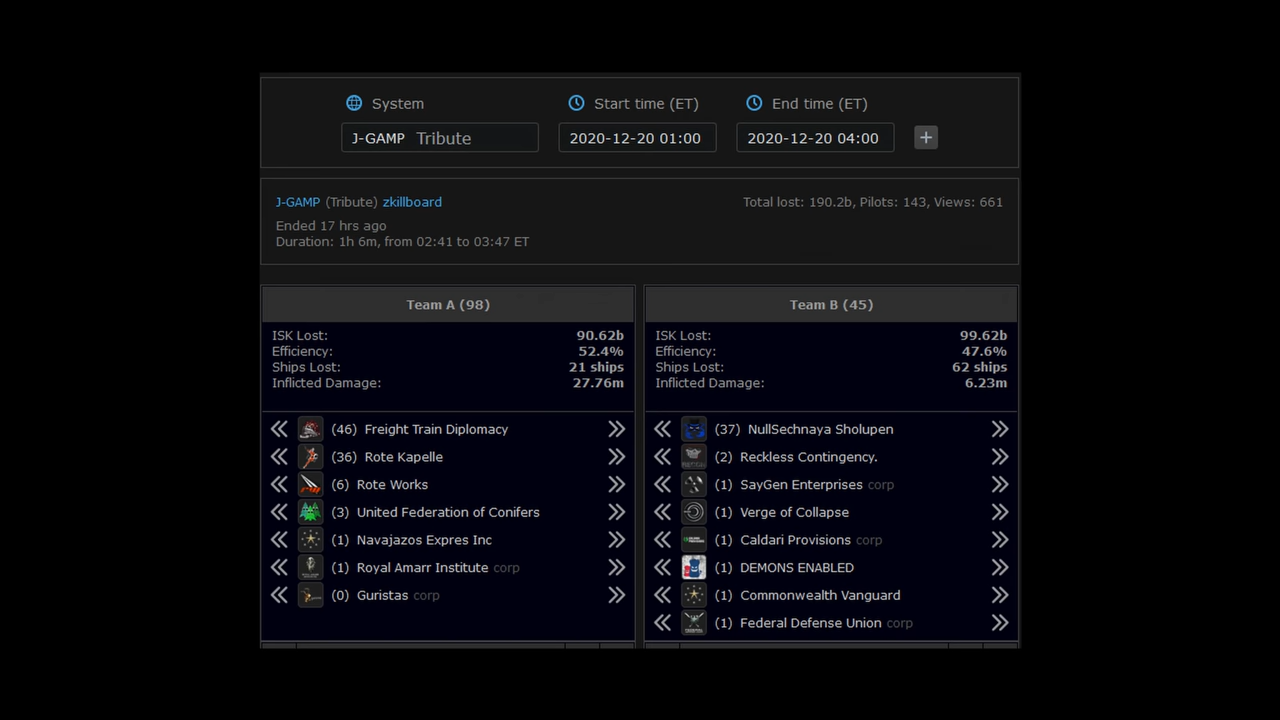 System Start time (ET) End time (ET)
J-GAMP Tribute 2020-12-20 01:00 2020-12-20 04:00 +
J-GAMP (Tribute) zkillboard Total lost: 190.2b, Pilots: 143, Views: 661
Ended 17 hrs ago
Duration: 1h 6m, from 02:41 to 03:47 ET
Team A (98)
ISK Lost: 90.62b
Efficiency: 52.4%
Ships Lost: 21 ships
Inflicted Damage: 27.76m
(46) Freight Train Diplomacy
(36) Rote Kapelle
(6) Rote Works
(3) United Federation of Conifers
(1) Navajazos Expres Inc
(1) Royal Amarr Institute corp
(0) Guristas corp
Team B (45)
ISK Lost: 99.62b
Efficiency: 47.6%
Ships Lost: 62 ships
Inflicted Damage: 6.23m
(37) NullSechnaya Sholupen
(2) Reckless Contingency.
(1) SayGen Enterprises corp
(1) Verge of Collapse
(1) Caldari Provisions corp
(1) DEMONS ENABLED
(1) Commonwealth Vanguard
(1) Federal Defense Union corp